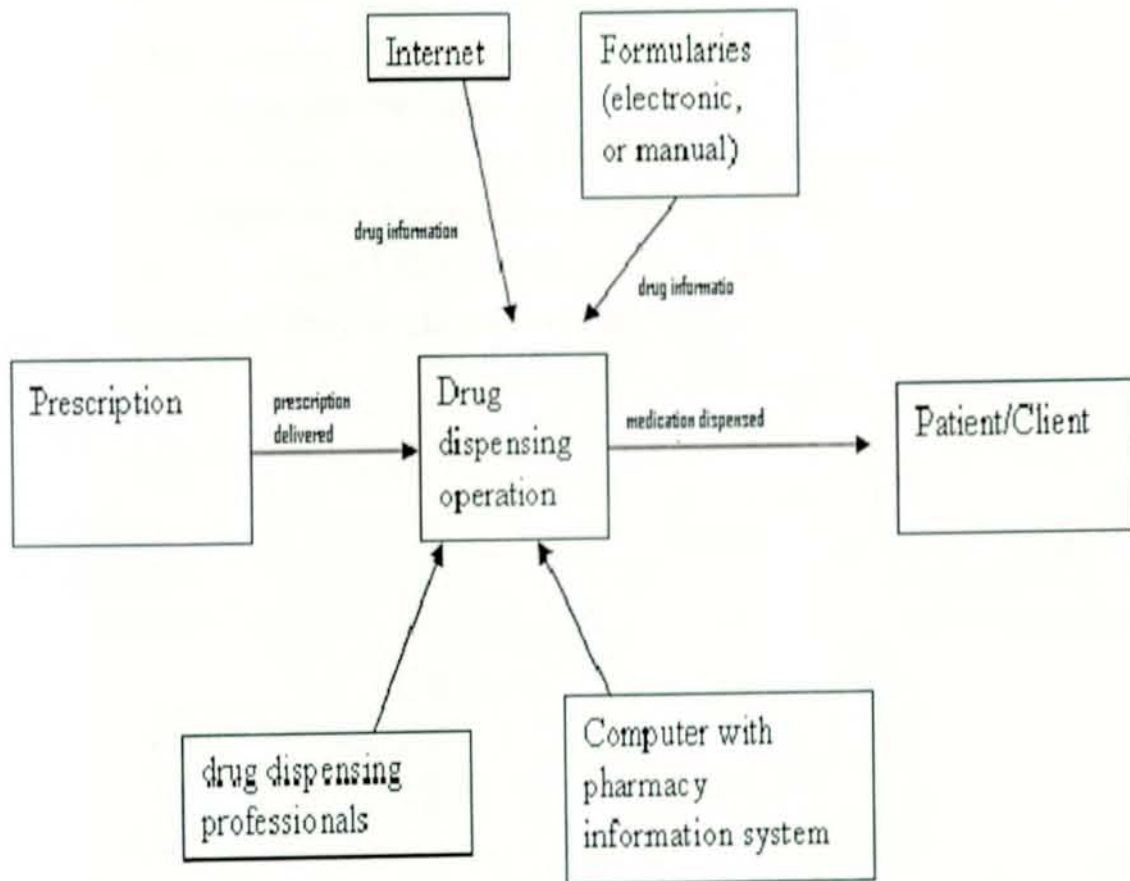 Internet
Formularies
(electronic,
or manual)
drug information
drug informatio
Prescription
prescription
delivered
Drug
dispensing
operation
medication dispensed
Patient/Client
drug dispensing
professionals
Computer with
pharmacy
information system